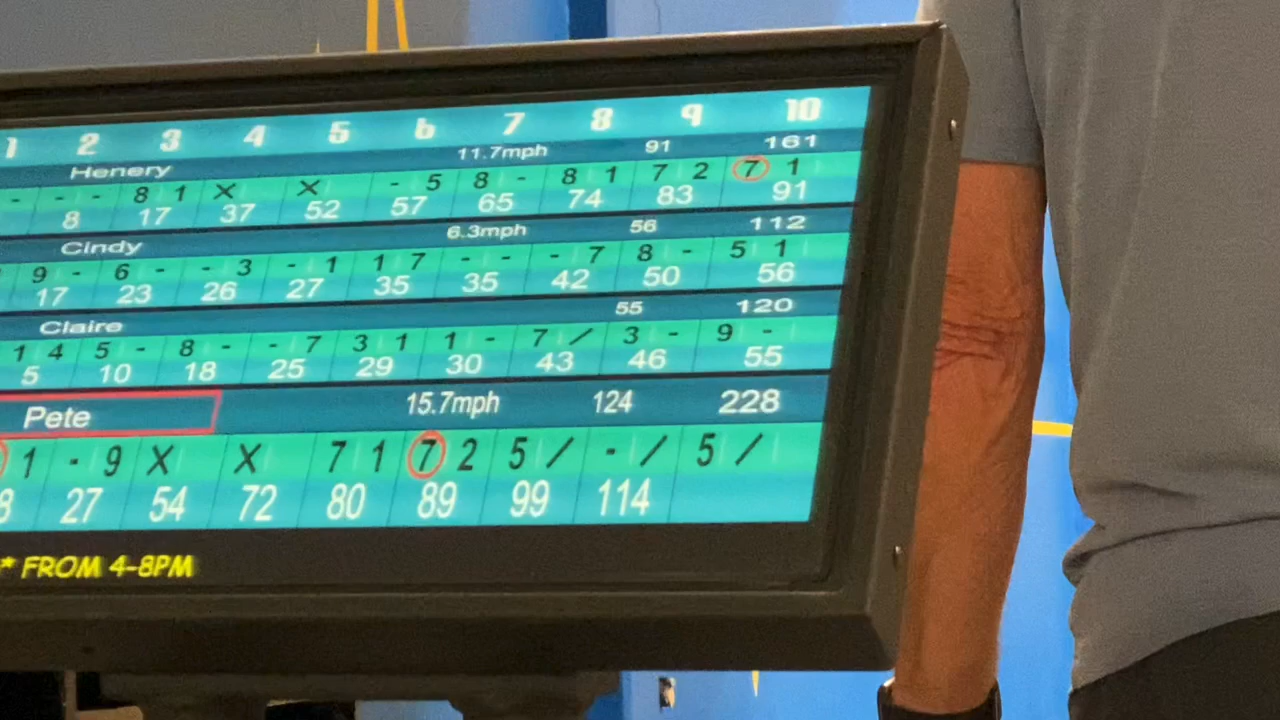 1 2 3 4 5 6 7 8 9 10
Henery 11.7mph 91 161
- - - 8 1 X X - 5 8 - 8 1 7 2 7 1
8 17 37 52 57 65 74 83 91
Cindy 6.3mph 56 112
9 - 6 - - 3 - 1 1 7 - - - 7 8 - 5 1
17 23 26 27 35 35 42 50 56
Claire 55 120
1 4 5 - 8 - - 7 3 1 1 - 7 / 3 - 9 -
5 10 18 25 29 30 43 46 55
Pete 15.7mph 124 228
1 - 9 X X 7 1 7 2 5 / - / 5 /
8 27 54 72 80 89 99 114
* FROM 4-8PM